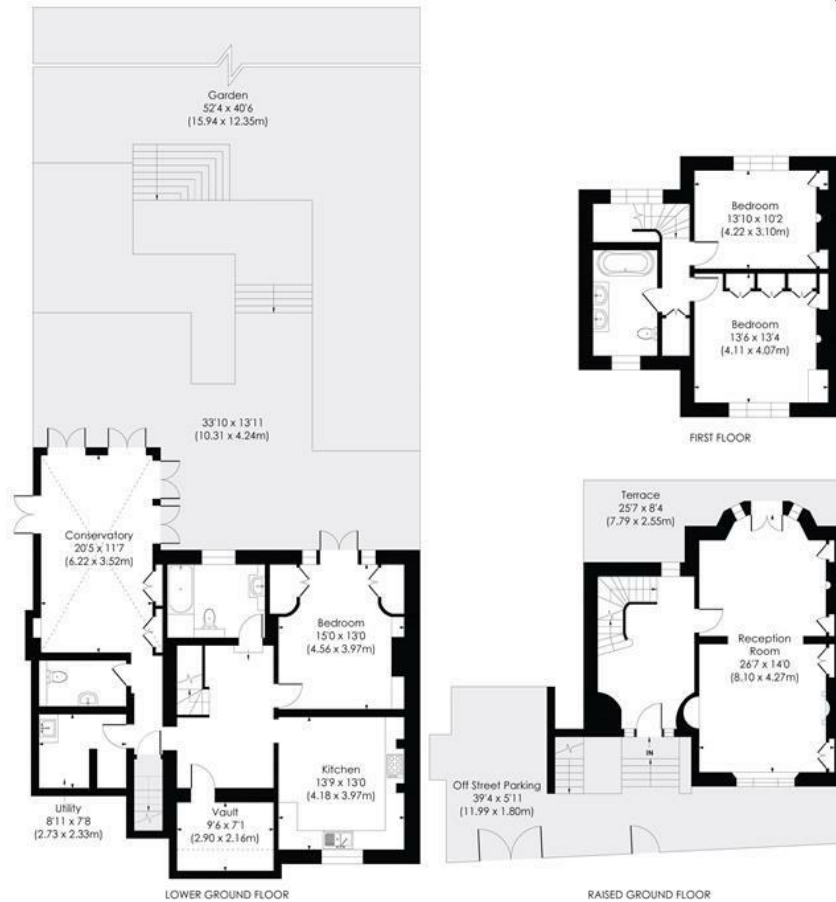 Garden
52'4 x 40'6
(15.94 x 12.35m)
33'10 x 13'11
(10.31 x 4.24m)
Conservatory
20'5 x 11'7
(6.22 x 3.52m)
Bedroom
15'0 x 13'0
(4.56 x 3.97m)
Kitchen
13'9 x 13'0
(4.18 x 3.97m)
Utility
8'11 x 7'8
(2.73 x 2.33m)
Vault
9'6 x 7'1
(2.90 x 2.16m)
LOWER GROUND FLOOR
Bedroom
13'10 x 10'2
(4.22 x 3.10m)
Bedroom
13'6 x 13'4
(4.11 x 4.07m)
FIRST FLOOR
Terrace
25'7 x 8'4
(7.79 x 2.55m)
Reception
Room
26'7 x 14'0
(8.10 x 4.27m)
IN
Off Street Parking
39'4 x 5'11
(11.99 x 1.80m)
RAISED GROUND FLOOR